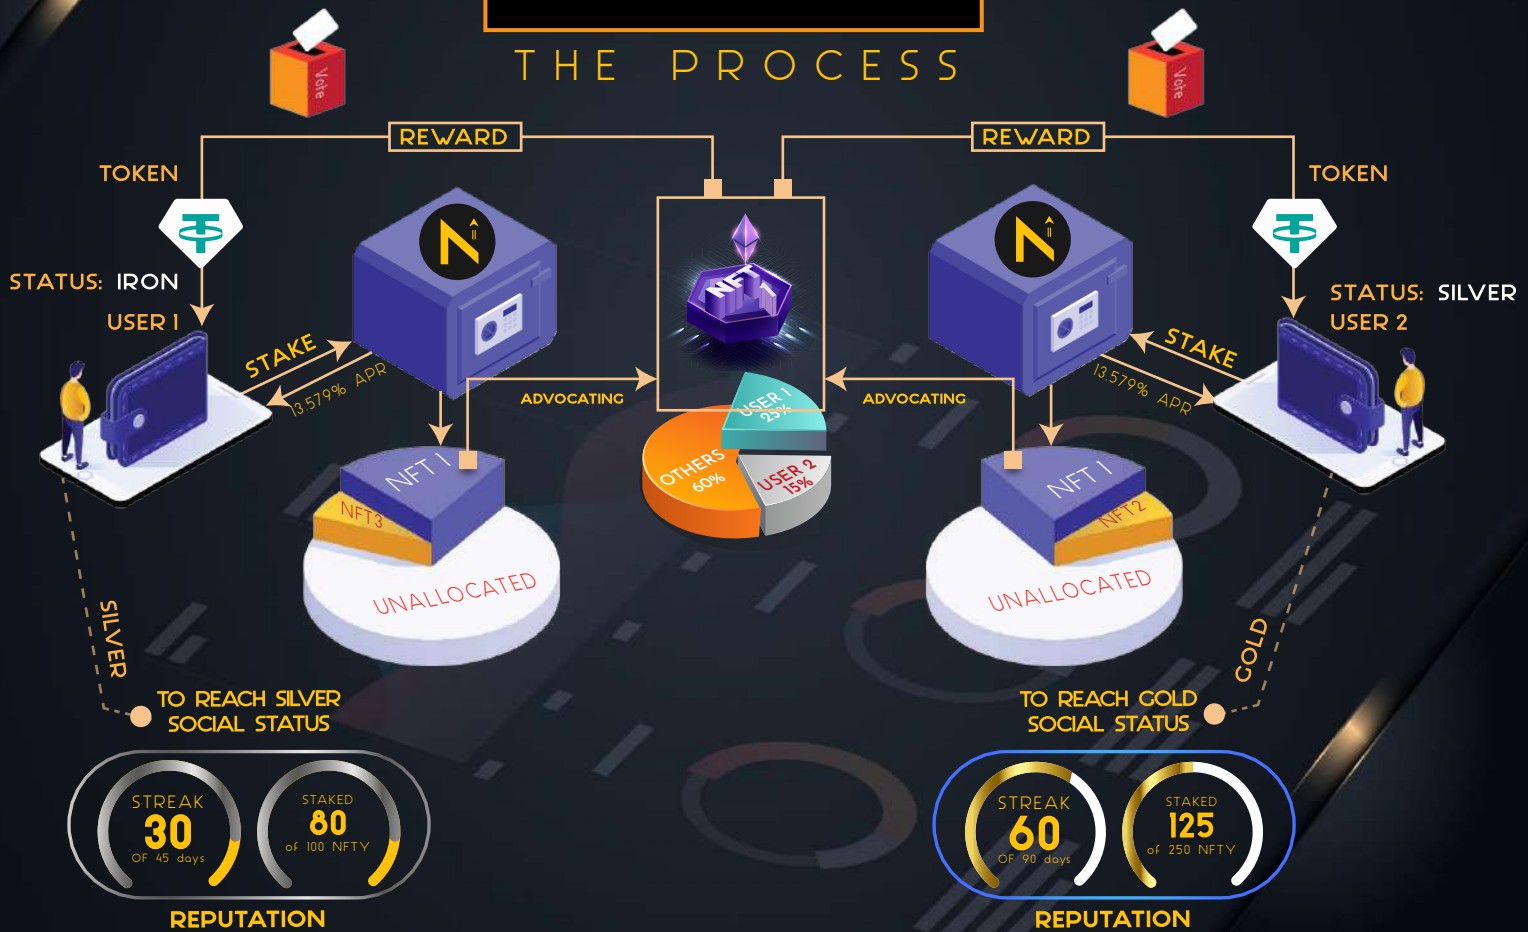 THE PROCESS
Vote
Vote
REWARD
REWARD
TOKEN
TOKEN
STATUS: IRON
USER 1
STATUS: SILVER
USER 2
NFT
STAKE
13.579% APR
STAKE
13.579% APR
ADVOCATING
ADVOCATING
USER 1
25%
OTHERS
60%
USER 2
15%
NFT 1
NFT3
UNALLOCATED
NFT 1
NFT2
UNALLOCATED
SILVER
GOLD
TO REACH SILVER
SOCIAL STATUS
TO REACH GOLD
SOCIAL STATUS
STREAK
30
OF 45 days
STAKED
80
of 100 NFTY
REPUTATION
STREAK
60
OF 90 days
STAKED
125
of 250 NFTY
REPUTATION